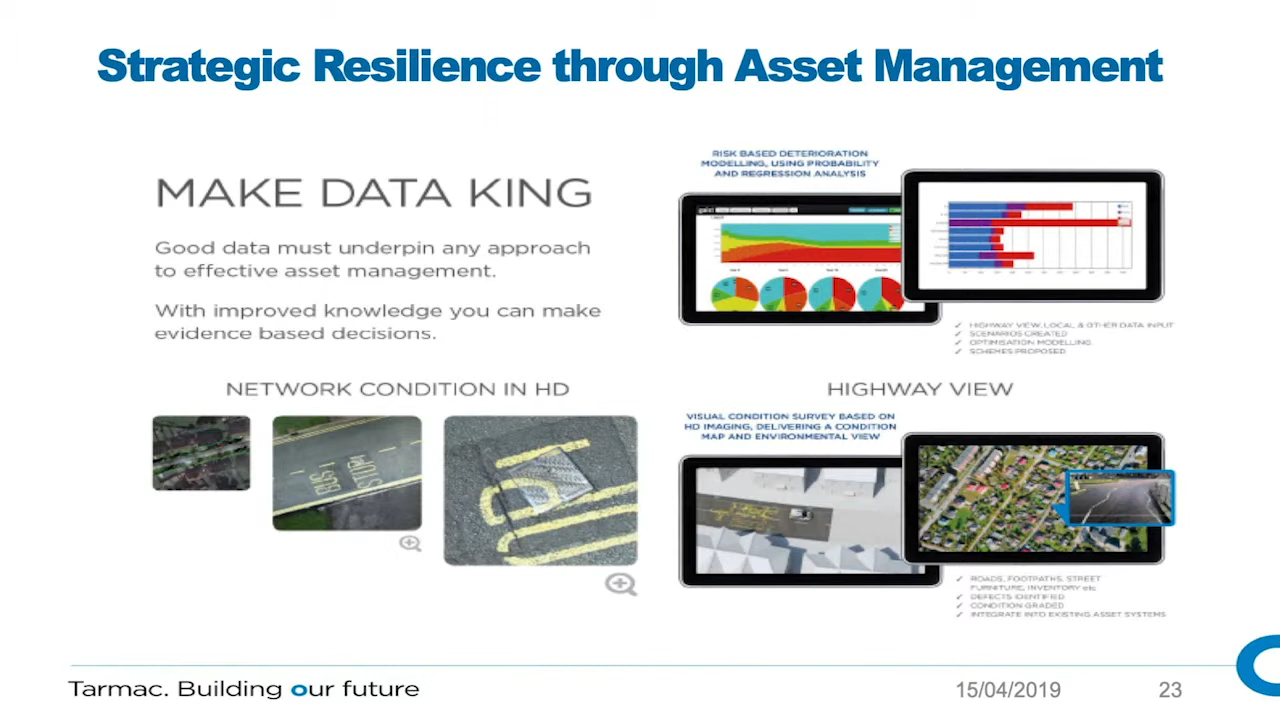 Strategic Resilience through Asset Management
MAKE DATA KING
Good data must underpin any approach
to effective asset management.
With improved knowledge you can make
evidence based decisions.
NETWORK CONDITION IN HD
BUS
STOP
RISK BASED DETERIORATION
MODELLING, USING PROBABILITY
AND REGRESSION ANALYSIS
✓ HIGHWAY VIEW, LOCAL & OTHER DATA INPUT
✓ SCENARIOS CREATED
✓ OPTIMISATION MODELLING
✓ SCHEMES PROPOSED
HIGHWAY VIEW
VISUAL CONDITION SURVEY BASED ON
HD IMAGING, DELIVERING A CONDITION
MAP AND ENVIRONMENTAL VIEW
✓ ROADS, FOOTPATHS, STREET
FURNITURE, INVENTORY etc
✓ DEFECTS IDENTIFIED
✓ CONDITION GRADED
✓ INTEGRATE INTO EXISTING ASSET SYSTEMS
Tarmac. Building our future
15/04/2019
23